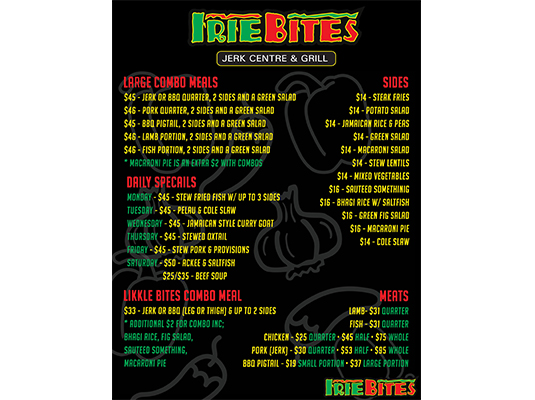 IRIE BITES
JERK CENTRE & GRILL
LARGE COMBO MEALS
$45 - JERK OR BBQ QUARTER, 2 SIDES AND A GREEN SALAD
$46 - PORK QUARTER, 2 SIDES AND A GREEN SALAD
$45 - BBQ PIGTAIL, 2 SIDES AND A GREEN SALAD
$46 - LAMB PORTION, 2 SIDES AND A GREEN SALAD
$46 - FISH PORTION, 2 SIDES AND A GREEN SALAD
* MACARONI PIE IS AN EXTRA $2 WITH COMBOS
SIDES
$14 - STEAK FRIES
$14 - POTATO SALAD
$14 - JAMAICAN RICE & PEAS
$14 - GREEN SALAD
$14 - MACARONI SALAD
$14 - STEW LENTILS
$14 - MIXED VEGETABLES
$16 - SAUTEED SOMETHINIG
$16 - BHAGI RICE W/ SALTFISH
$16 - GREEN FIG SALAD
$16 - MACARONI PIE
$14 - COLE SLAW
DAILY SPECAILS
MONDAY - $45 - STEW FRIED FISH W/ UP TO 3 SIDES
TUESDAY - $45 - PELAU & COLE SLAW
WEDNESDAY - $45 - JAMAICAN STYLE CURRY GOAT
THURSDAY - $45 - STEWED OXTAIL
FRIDAY - $45 - STEW PORK & PROVISIONS
SATURDAY - $50 - ACKEE & SALTFISH
$25/$35 - BEEF SOUP
LIKKLE BITES COMBO MEAL
$33 - JERK OR BBQ (LEG OR THIGH) & UP TO 2 SIDES
* ADDITIONAL $2 FOR COMBO INC:
BHAGI RICE, FIG SALAD,
SAUTEED SOMETHING,
MACARONI PIE
MEATS
LAMB- $31 QUARTER
FISH - $31 QUARTER
CHICKEN - $25 QUARTER • $45 HALF • $75 WHOLE
PORK (JERK) - $30 QUARTER • $53 HALF • $95 WHOLE
BBQ PIGTAIL - $19 SMALL PORTION • $37 LARGE PORTION
IRIE BITES